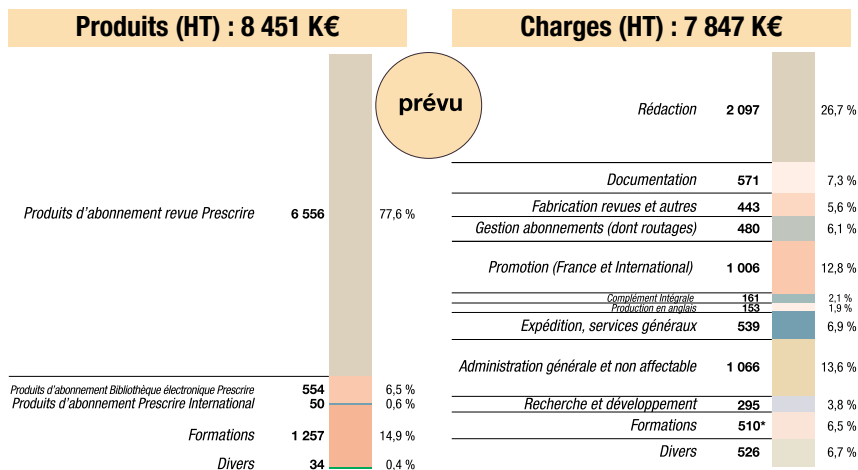 Produits (HT) : 8 451 K€
Produits d’abonnement revue Prescrire 6 556 77,6 %
Produits d’abonnement Bibliothèque électronique Prescrire 554 6,5 %
Produits d’abonnement Prescrire International 50 0,6 %
Formations 1 257 14,9 %
Divers 34 0,4 %
prévu
Charges (HT) : 7 847 K€
Rédaction 2 097 26,7 %
Documentation 571 7,3 %
Fabrication revues et autres 443 5,6 %
Gestion abonnements (dont routages) 480 6,1 %
Promotion (France et International) 1 006 12,8 %
Complément Intégrale 161 2,1 %
Production en anglais 153 1,9 %
Expédition, services généraux 539 6,9 %
Administration générale et non affectable 1 066 13,6 %
Recherche et développement 295 3,8 %
Formations 510* 6,5 %
Divers 526 6,7 %